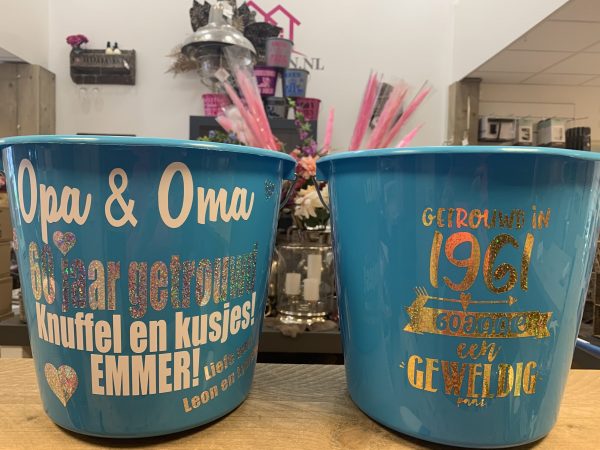 Opa & Oma
60 jaar getrouwd
Knuffel en kusjes!
EMMER!
Leon en
GETROUWD IN
1961
60 JAAR
een
GEWELDIG
paar
N.NL